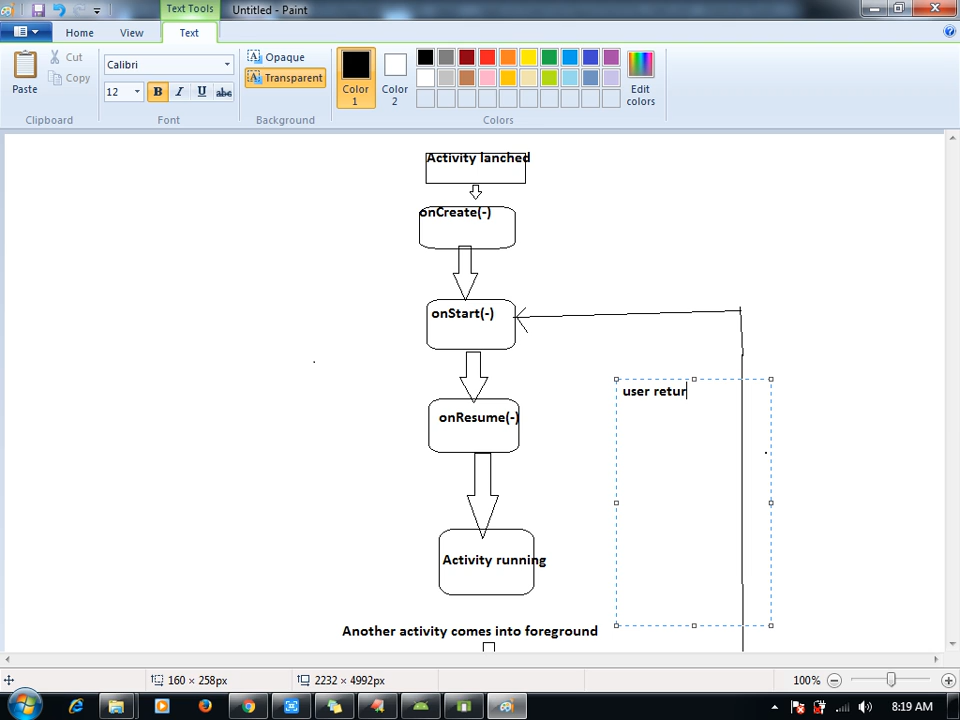 Text Tools
Untitled - Paint
Home
View
Text
Paste
Cut
Copy
Clipboard
Calibri
12
B
I
U
abc
Font
Opaque
Transparent
Background
Color
1
Color
2
Edit
colors
Colors
Activity lanched
onCreate(-)
onStart(-)
user retur
onResume(-)
Activity running
Another activity comes into foreground
160 × 258px
2232 × 4992px
100%
8:19 AM